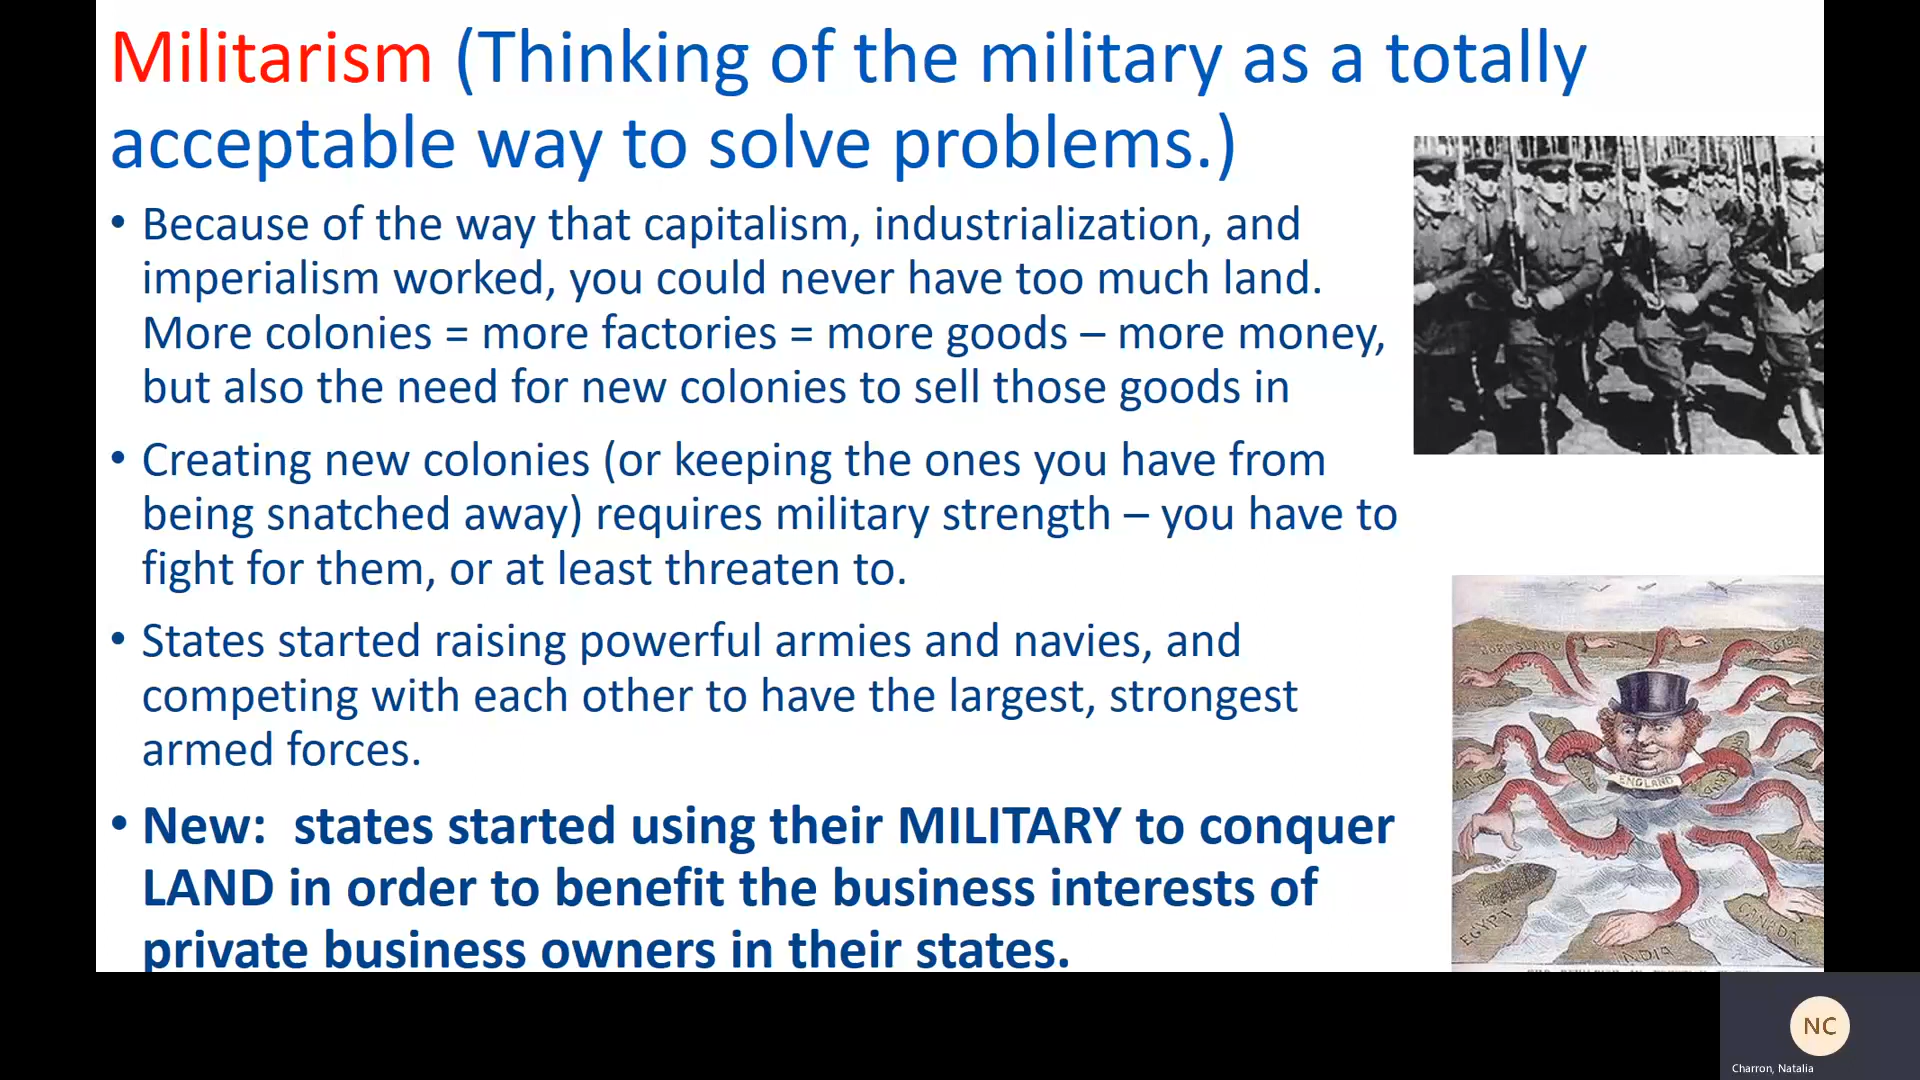 Militarism (Thinking of the military as a totally
acceptable way to solve problems.)
• Because of the way that capitalism, industrialization, and
imperialism worked, you could never have too much land.
More colonies = more factories = more goods – more money,
but also the need for new colonies to sell those goods in
• Creating new colonies (or keeping the ones you have from
being snatched away) requires military strength – you have to
fight for them, or at least threaten to.
• States started raising powerful armies and navies, and
competing with each other to have the largest, strongest
armed forces.
• New:  states started using their MILITARY to conquer
LAND in order to benefit the business interests of
private business owners in their states.
ENGLAND
EGYPT
INDIA
CANADA
NC
Charron, Natalia